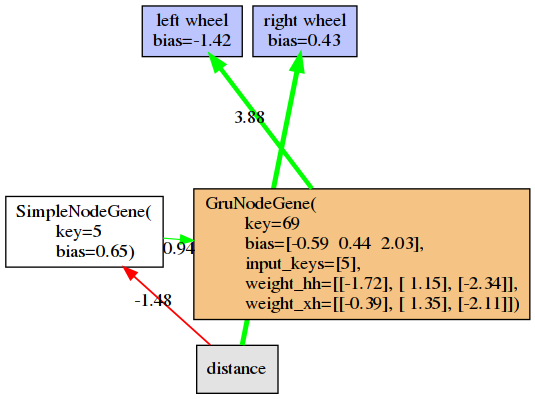 left wheel
bias=-1.42
right wheel
bias=0.43
3.88
SimpleNodeGene(
key=5
bias=0.65)
0.94
GruNodeGene(
key=69
bias=[-0.59 0.44 2.03],
input_keys=[5],
weight_hh=[[-1.72], [ 1.15], [-2.34]],
weight_xh=[[-0.39], [ 1.35], [-2.11]])
-1.48
distance